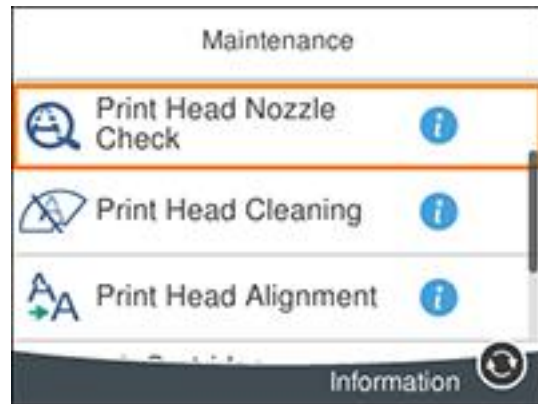 Maintenance
Print Head Nozzle
Check
Print Head Cleaning
Print Head Alignment
Information